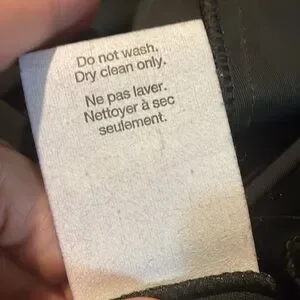 Do not wash.
Dry clean only.
Ne pas laver.
Nettoyer à sec
seulement.